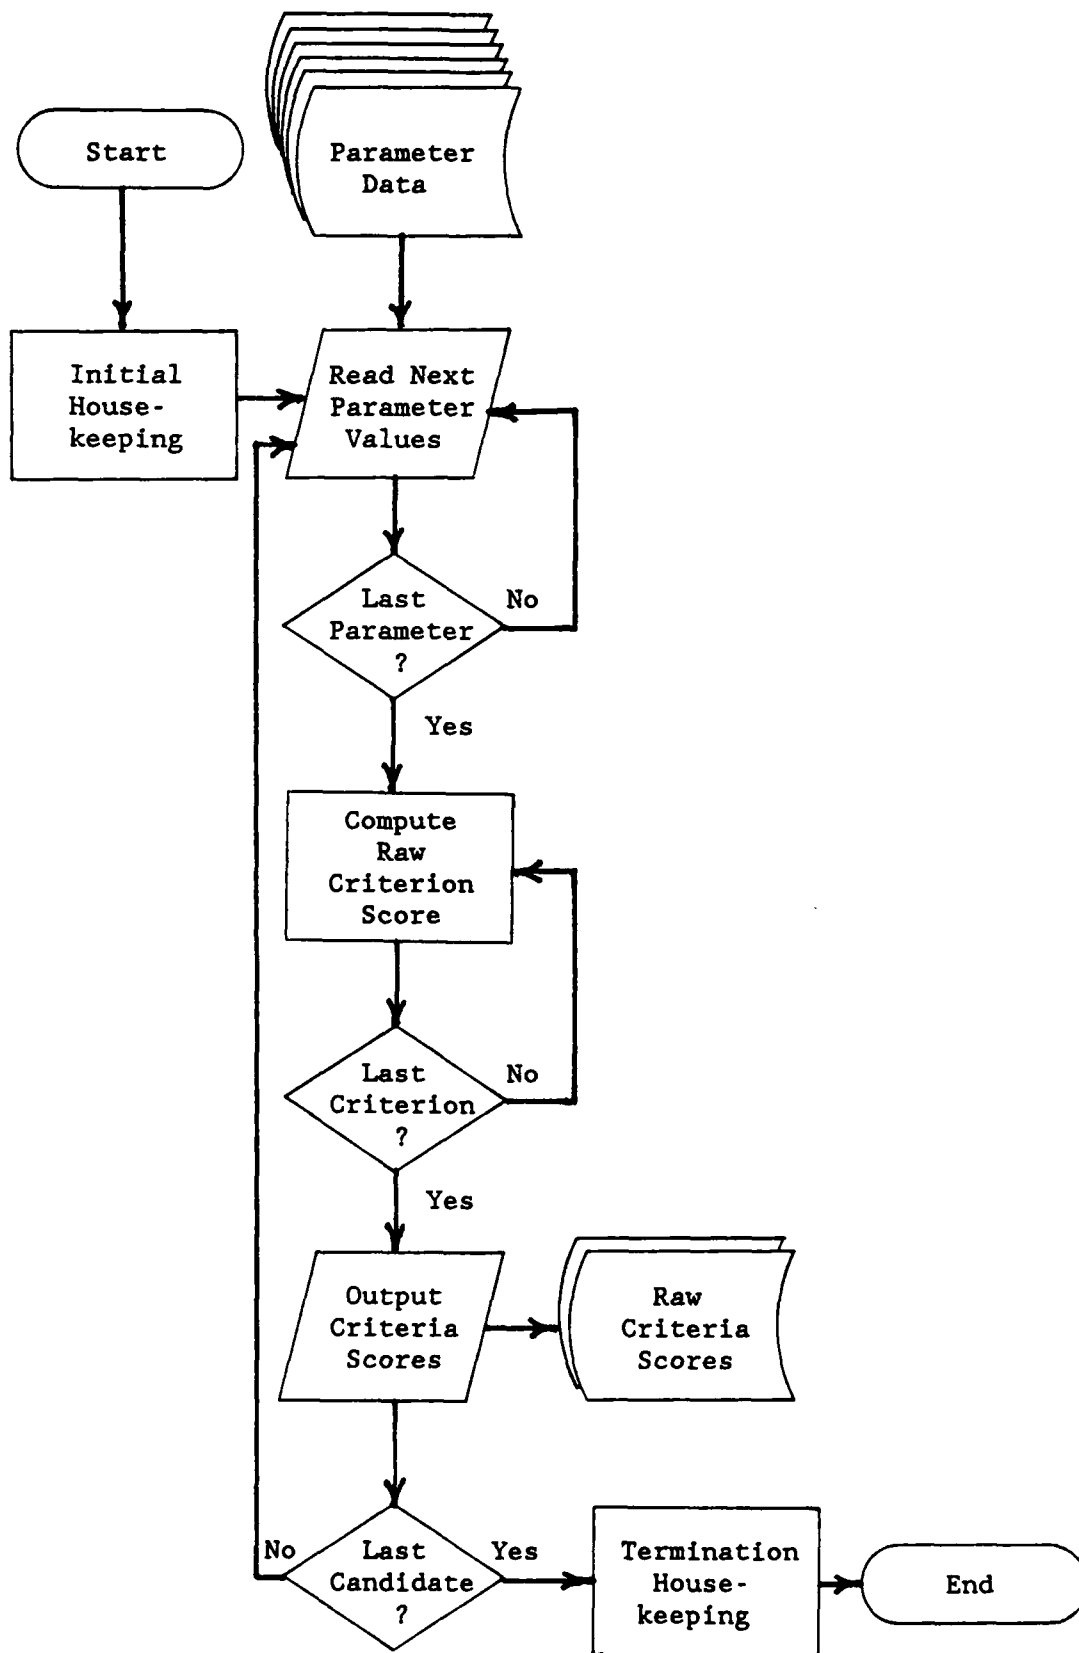 Start
Parameter
Data
Initial
House-
keeping
Read Next
Parameter
Values
Last
Parameter
?
No
Yes
Compute
Raw
Criterion
Score
Last
Criterion
?
No
Yes
Output
Criteria
Scores
Raw
Criteria
Scores
No
Last
Candidate
?
Yes
Termination
House-
keeping
End